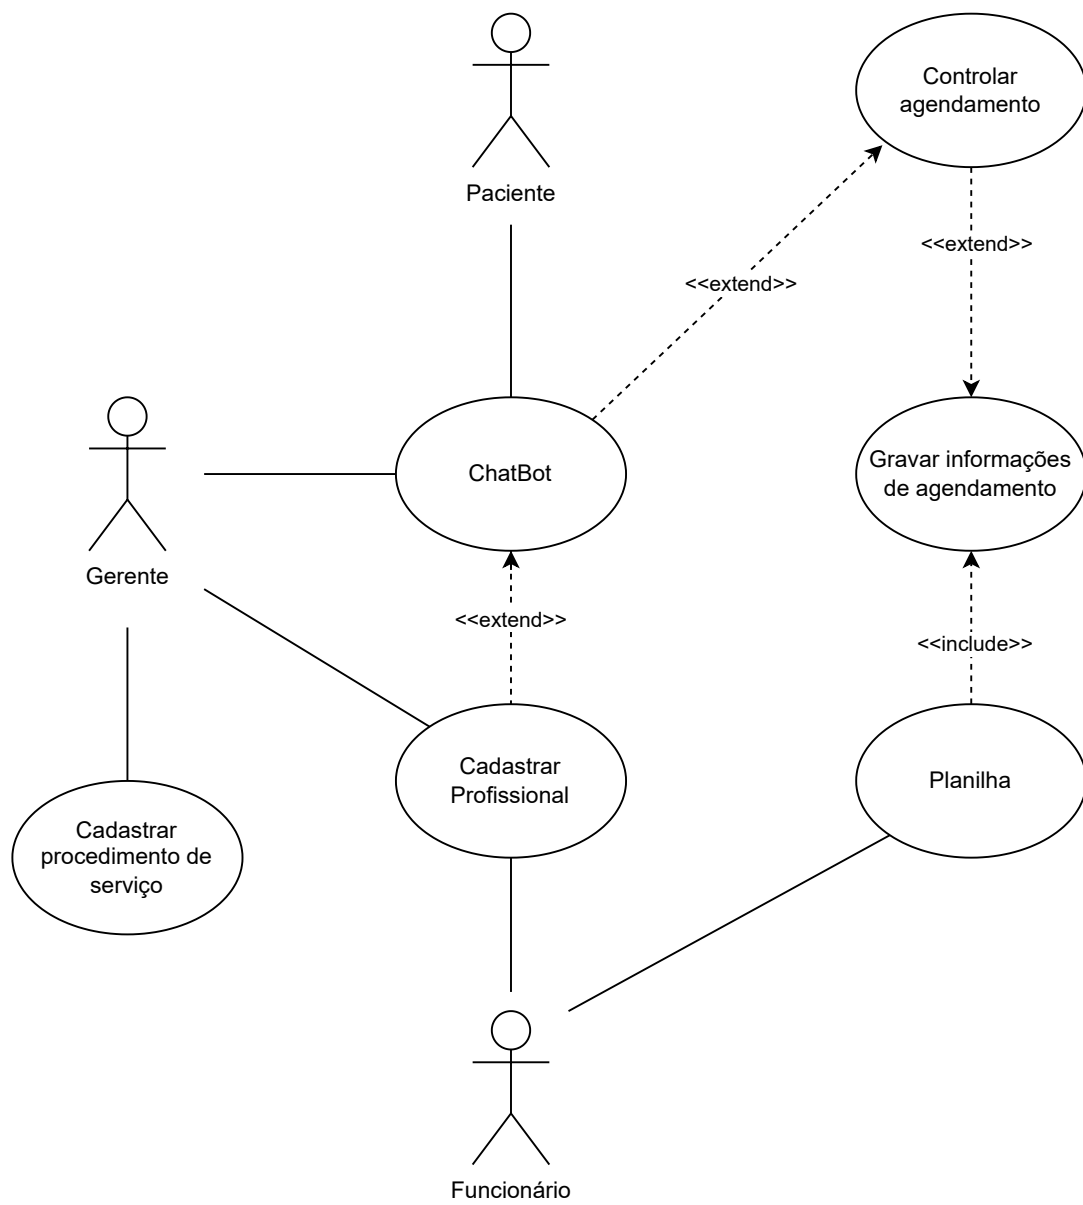 Controlar
agendamento
Paciente
<<extend>>
<<extend>>
ChatBot
Gravar informações
de agendamento
Gerente
<<extend>>
<<include>>
Cadastrar
Profissional
Planilha
Cadastrar
procedimento de
serviço
Funcionário